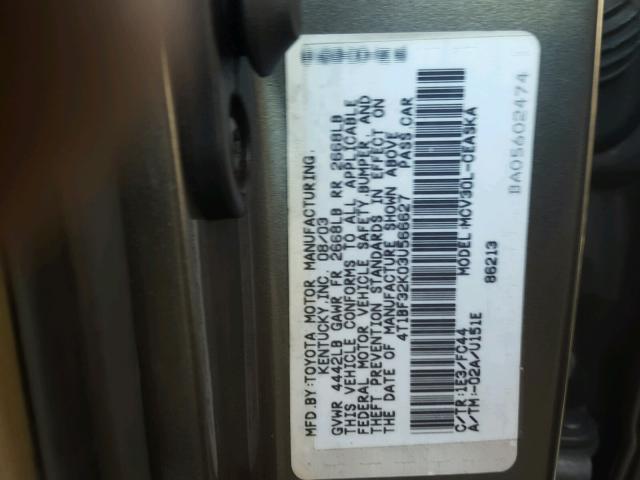 MFD.BY:TOYOTA MOTOR MANUFACTURING,
KENTUCKY,INC. 06/03
GVWR 4442LB GAWR FR 2668LB RR 2668LB
THIS VEHICLE CONFORMS TO ALL APPLICABLE
FEDERAL MOTOR VEHICLE SAFETY,BUMPER, AND
THEFT PREVENTION STANDARDS IN EFFECT ON
THE DATE OF MANUFACTURE SHOWN ABOVE.
4T1BF32K03U566627 PASS.CAR
C/TR:1E3/FC44 MODEL:MCV30L-CEASKA
A/TM:-02A/U151E 86213
BA05602474